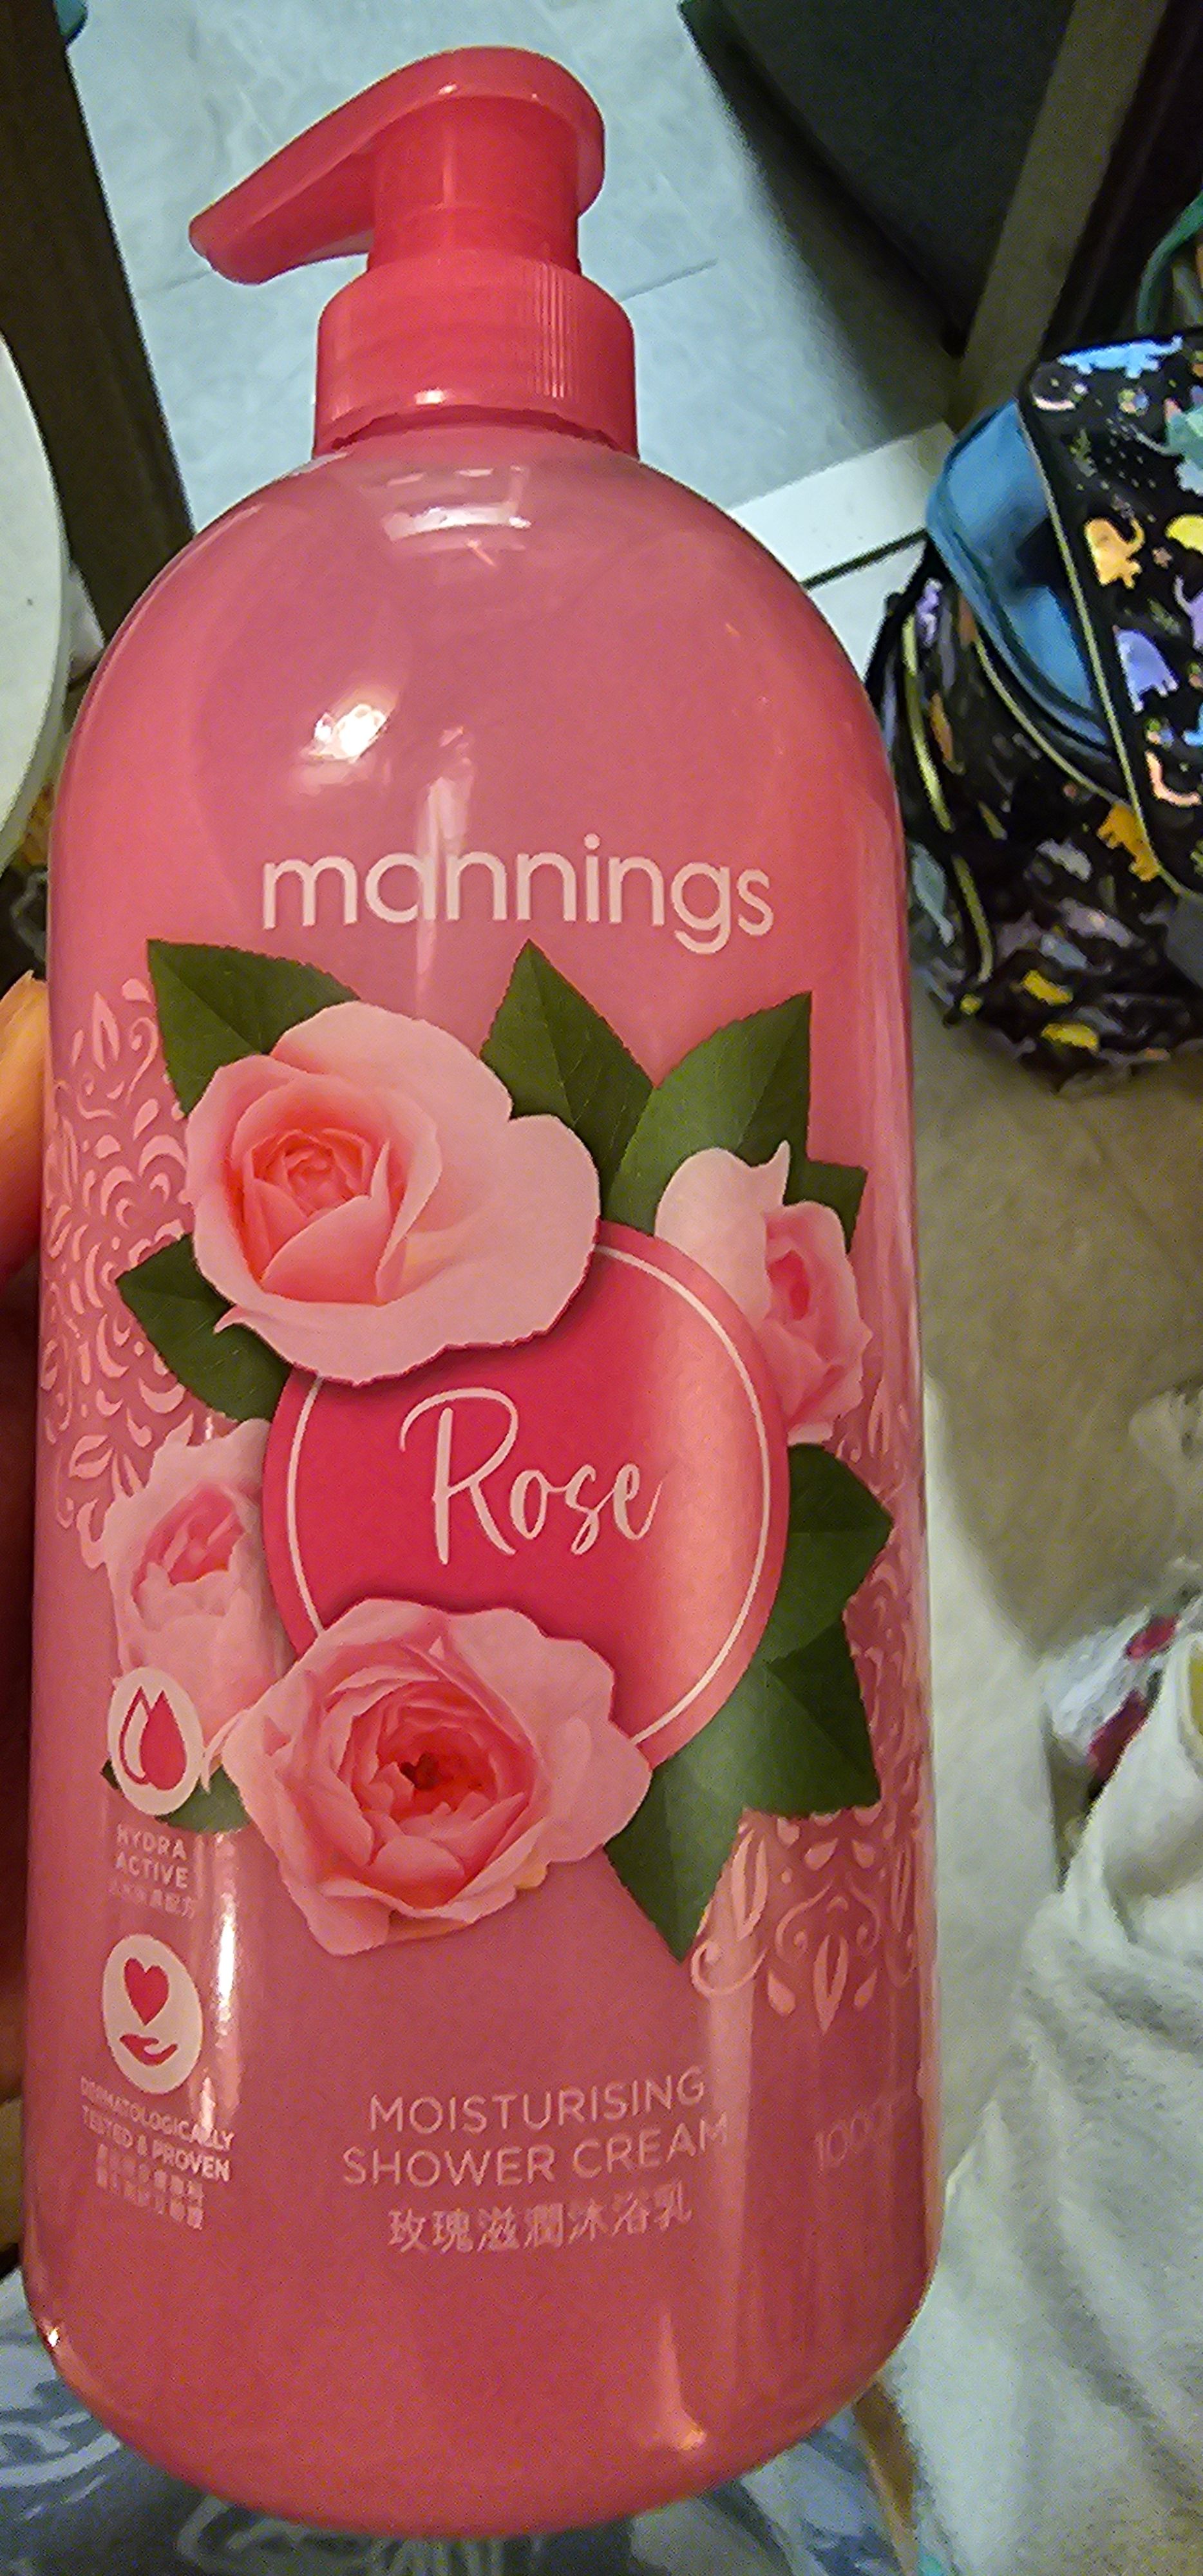 mannings
Rose
HYDRA
ACTIVE
DERMATOLOGICALLY
TESTED & PROVEN
MOISTURISING
SHOWER CREAM
玫瑰滋潤沐浴乳